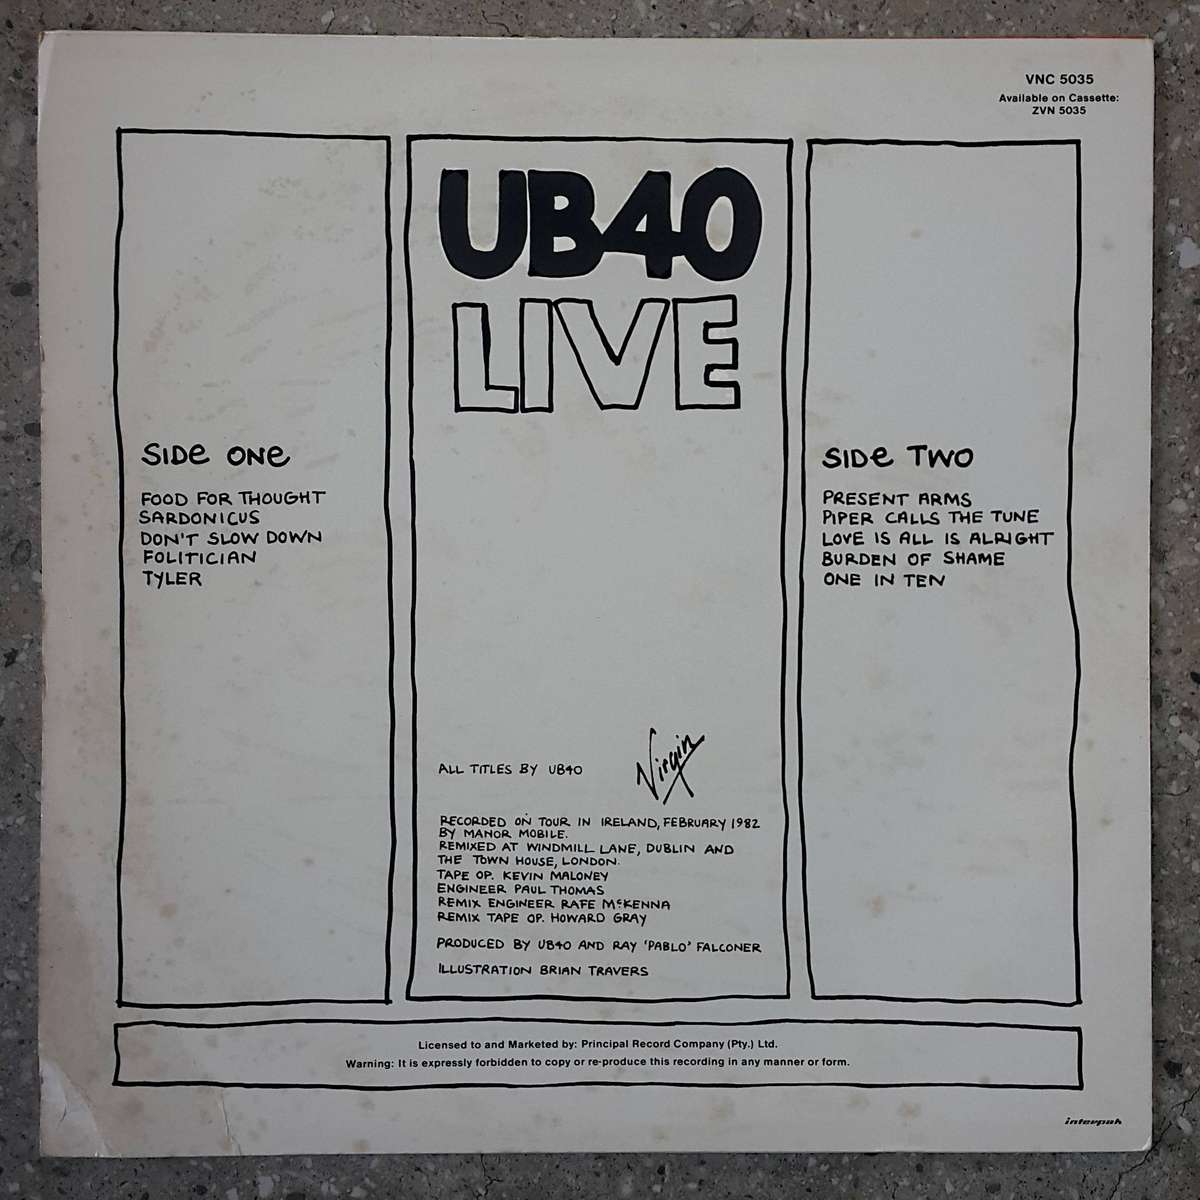 VNC 5035
Available on Cassette:
ZVN 5035
UB40
LIVE
SIDE ONE
FOOD FOR THOUGHT
SARDONICUS
DON'T SLOW DOWN
FOLITICIAN
TYLER
SIDE TWO
PRESENT ARMS
PIPER CALLS THE TUNE
LOVE IS ALL IS ALRIGHT
BURDEN OF SHAME
ONE IN TEN
ALL TITLES BY UB40
Virgin
RECORDED ON TOUR IN IRELAND, FEBRUARY 1982
BY MANOR MOBILE.
REMIXED AT WINDMILL LANE, DUBLIN AND
THE TOWN HOUSE, LONDON.
TAPE OP. KEVIN MALONEY
ENGINEER PAUL THOMAS
REMIX ENGINEER RAFE McKENNA
REMIX TAPE OP. HOWARD GRAY
PRODUCED BY UB40 AND RAY 'PABLO' FALCONER
ILLUSTRATION BRIAN TRAVERS
Licensed to and Marketed by: Principal Record Company (Pty.) Ltd.
Warning: It is expressly forbidden to copy or re-produce this recording in any manner or form.
interpak